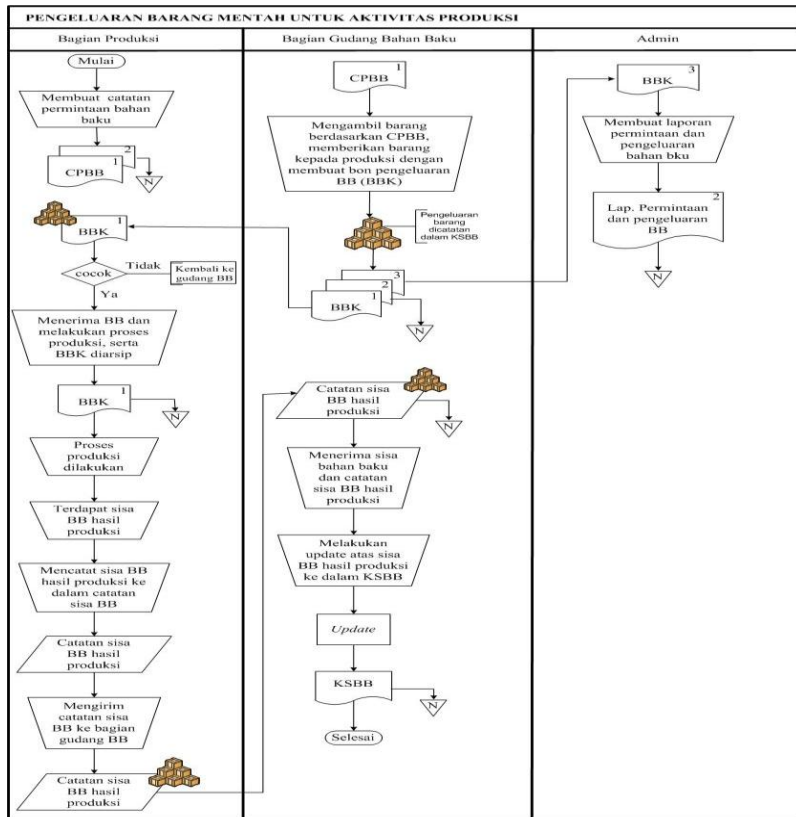 PENGELUARAN BARANG MENTAH UNTUK AKTIVITAS PRODUKSI
Bagian Produksi
Mulai
Membuat catatan
permintaan bahan
baku
2
1
CPBB
N
1
BBK
cocok
Tidak
Kembali ke
gudang BB
Ya
Menerima BB dan
melakukan proses
produksi, serta
BBK diarsip
1
BBK
N
Proses
produksi
dilakukan
Terdapat sisa
BB hasil
produksi
Mencatat sisa BB
hasil produksi ke
dalam catatan
sisa BB
Catatan sisa
BB hasil
produksi
Mengirim
catatan sisa
BB ke bagian
gudang BB
Catatan sisa
BB hasil
produksi
Bagian Gudang Bahan Baku
1
CPBB
Mengambil barang
berdasarkan CPBB,
memberikan barang
kepada produksi dengan
membuat bon pengeluaran
BB (BBK)
Pengeluaran
barang
dicatatan
dalam KSBB
3
2
1
BBK
N
Catatan sisa
BB hasil
produksi
N
Menerima sisa
bahan baku
dan catatan
sisa BB hasil
produksi
Melakukan
update atas sisa
BB hasil produksi
ke dalam KSBB
Update
KSBB
N
Selesai
Admin
3
BBK
Membuat laporan
permintaan dan
pengeluaran
bahan bku
2
Lap. Permintaan
dan pengeluaran
BB
N